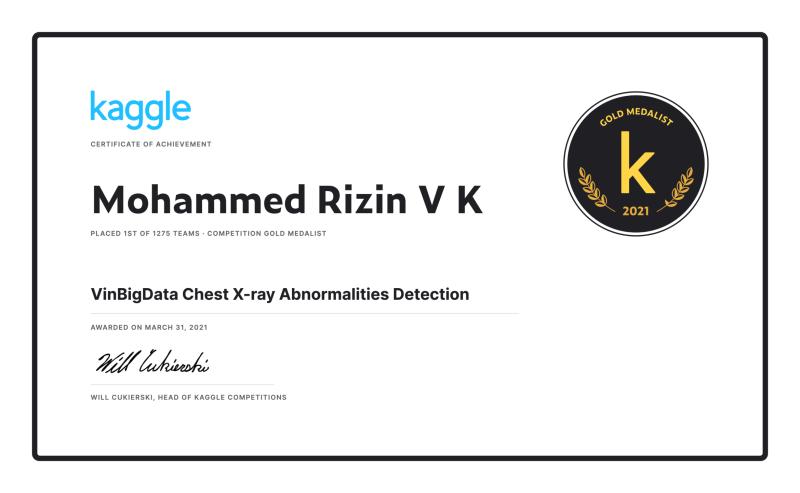 kaggle
CERTIFICATE OF ACHIEVEMENT
GOLD MEDALIST
k
2021
Mohammed Rizin V K
PLACED 1ST OF 1275 TEAMS · COMPETITION GOLD MEDALIST
VinBigData Chest X-ray Abnormalities Detection
AWARDED ON MARCH 31, 2021
Will Cukierski
WILL CUKIERSKI, HEAD OF KAGGLE COMPETITIONS